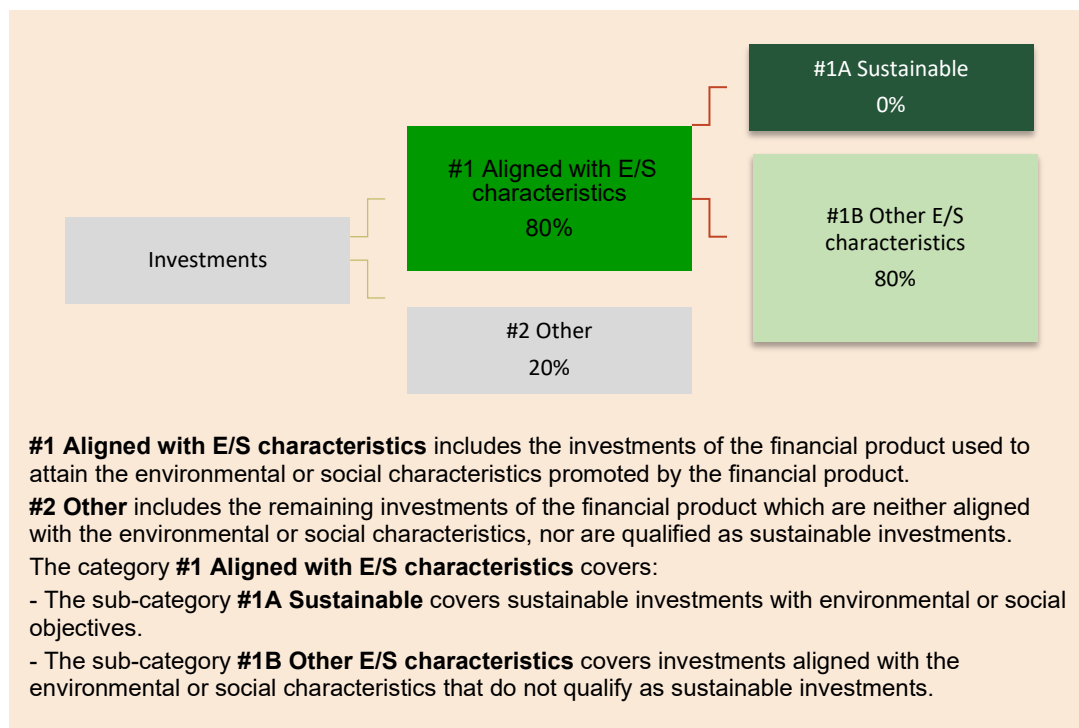 #1A Sustainable
0%
#1 Aligned with E/S
characteristics
80%
#1B Other E/S
characteristics
80%
Investments
#2 Other
20%
#1 Aligned with E/S characteristics includes the investments of the financial product used to
attain the environmental or social characteristics promoted by the financial product.
#2 Other includes the remaining investments of the financial product which are neither aligned
with the environmental or social characteristics, nor are qualified as sustainable investments.
The category #1 Aligned with E/S characteristics covers:
- The sub-category #1A Sustainable covers sustainable investments with environmental or social
objectives.
- The sub-category #1B Other E/S characteristics covers investments aligned with the
environmental or social characteristics that do not qualify as sustainable investments.